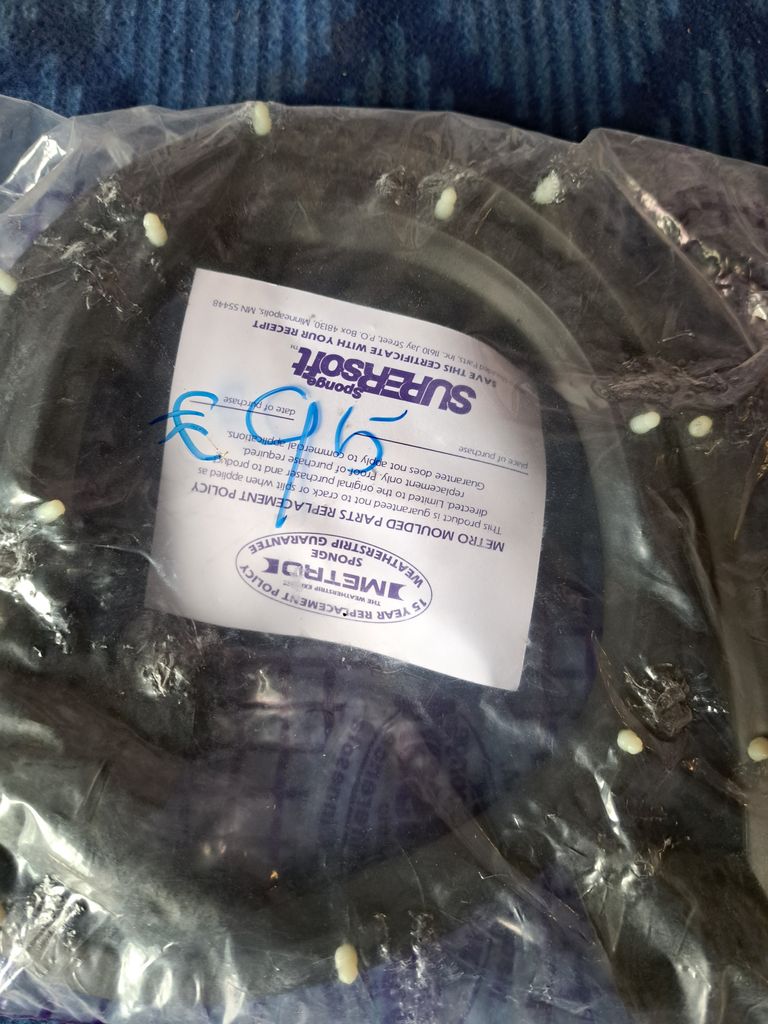 15 YEAR REPLACEMENT POLICY
THE WEATHERSTRIP
METRO
SPONGE
WEATHERSTRIP GUARANTEE
METRO MOULDED PARTS REPLACEMENT POLICY
This product is guaranteed not to crack or split when applied as
directed. Limited to the original purchaser and to product
replacement only. Proof of purchase required.
Guarantee does not apply to commercial applications.
place of purchase date of purchase
€95
Sponge
SUPERSOFT™
SAVE THIS CERTIFICATE WITH YOUR RECEIPT
Parts, Inc. 11610 Jay Street, P.O. Box 48130, Minneapolis, MN 55448